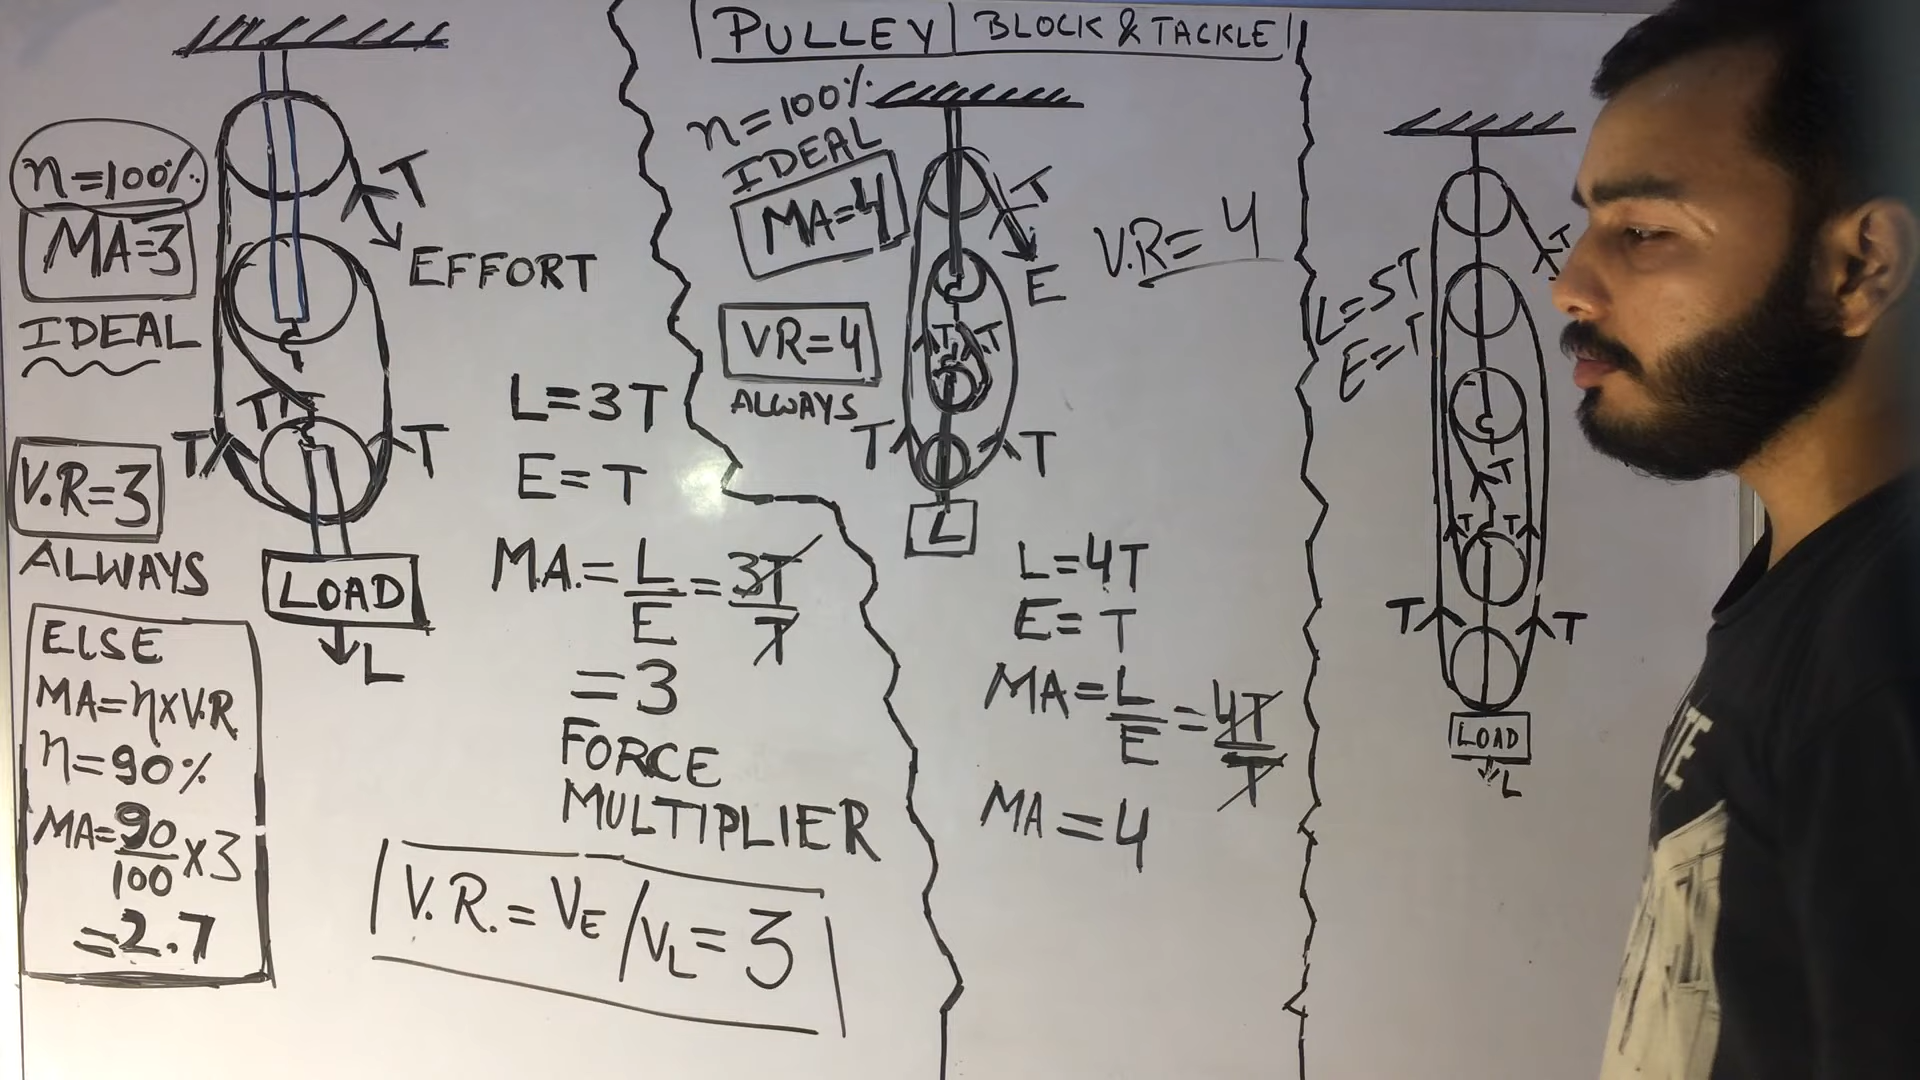 PULLEY BLOCK & TACKLE
T
EFFORT
η=100%
MA=3
IDEAL
T
T
T
V.R=3
ALWAYS
LOAD
L
ELSE
MA=ηxV.R
η=90%
MA=90/100 x3
=2.7
L=3T
E=T
M.A.=L/E=3T/T
=3
FORCE
MULTIPLIER
V.R.=VE/VL=3
η=100%
IDEAL
MA=4
T
E
V.R=4
VR=4
ALWAYS
T T
T T
L
L=4T
E=T
MA=L/E=4T/T
MA=4
T
L=5T
E=T
T
T T
T T
LOAD
L